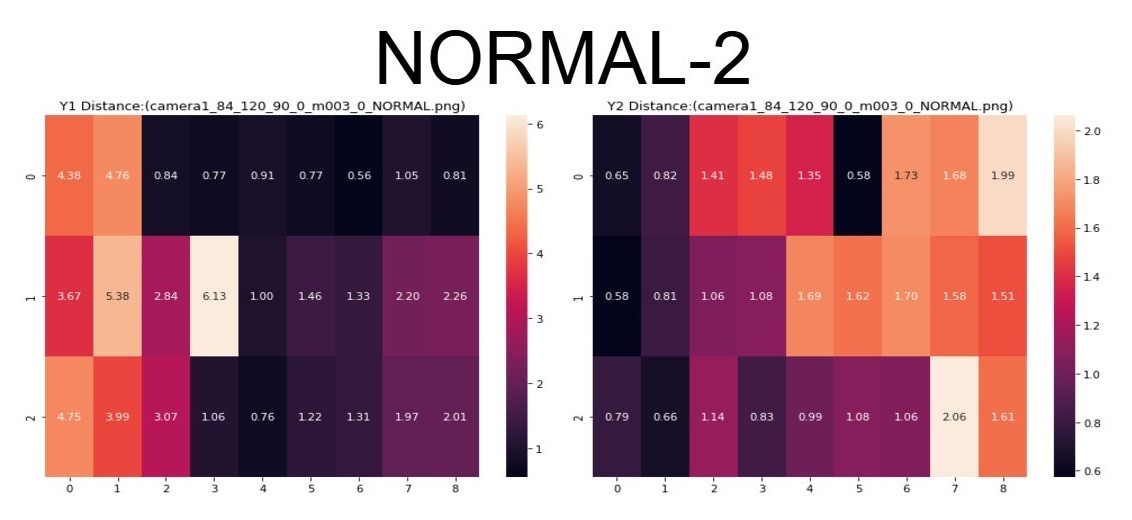 NORMAL-2
Y1 Distance:(camera1_84_120_90_0_m003_0_NORMAL.png)
0 4.38 4.76 0.84 0.77 0.91 0.77 0.56 1.05 0.81
1 3.67 5.38 2.84 6.13 1.00 1.46 1.33 2.20 2.26
2 4.75 3.99 3.07 1.06 0.76 1.22 1.31 1.97 2.01
0 1 2 3 4 5 6 7 8
6
5
4
3
2
1
Y2 Distance:(camera1_84_120_90_0_m003_0_NORMAL.png)
0 0.65 0.82 1.41 1.48 1.35 0.58 1.73 1.68 1.99
1 0.58 0.81 1.06 1.08 1.69 1.62 1.70 1.58 1.51
2 0.79 0.66 1.14 0.83 0.99 1.08 1.06 2.06 1.61
0 1 2 3 4 5 6 7 8
2.0
1.8
1.6
1.4
1.2
1.0
0.8
0.6